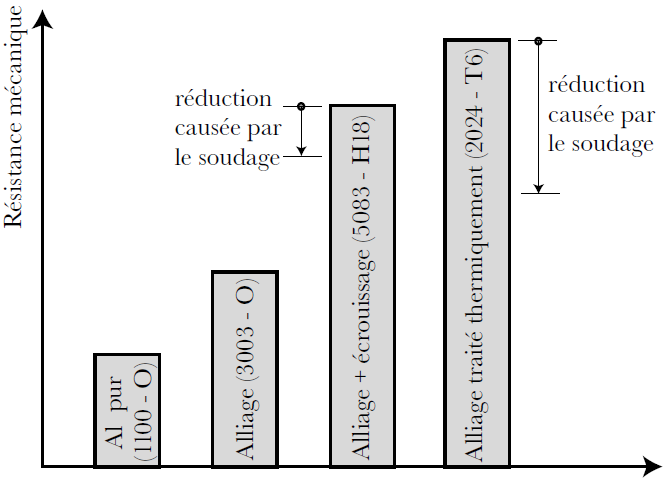 Résistance mécanique
réduction
causée par
le soudage
réduction
causée par
le soudage
Al pur
(1100 - O)
Alliage (3003 - O)
Alliage + écrouissage (5083 - H18)
Alliage traité thermiquement (2024 - T6)